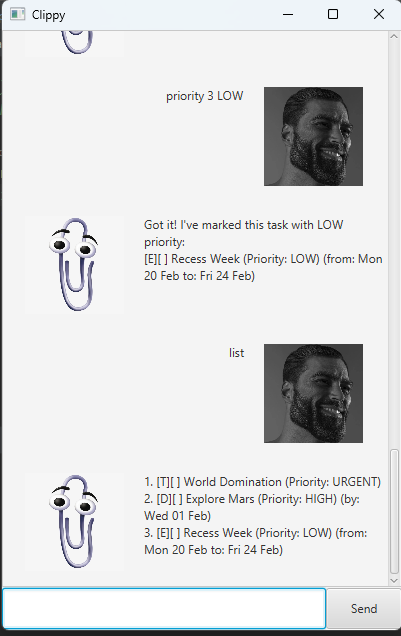 Clippy
priority 3 LOW
Got it! I've marked this task with LOW
priority:
[E][ ] Recess Week (Priority: LOW) (from: Mon
20 Feb to: Fri 24 Feb)
list
1. [T][ ] World Domination (Priority: URGENT)
2. [D][ ] Explore Mars (Priority: HIGH) (by:
Wed 01 Feb)
3. [E][ ] Recess Week (Priority: LOW) (from:
Mon 20 Feb to: Fri 24 Feb)
Send